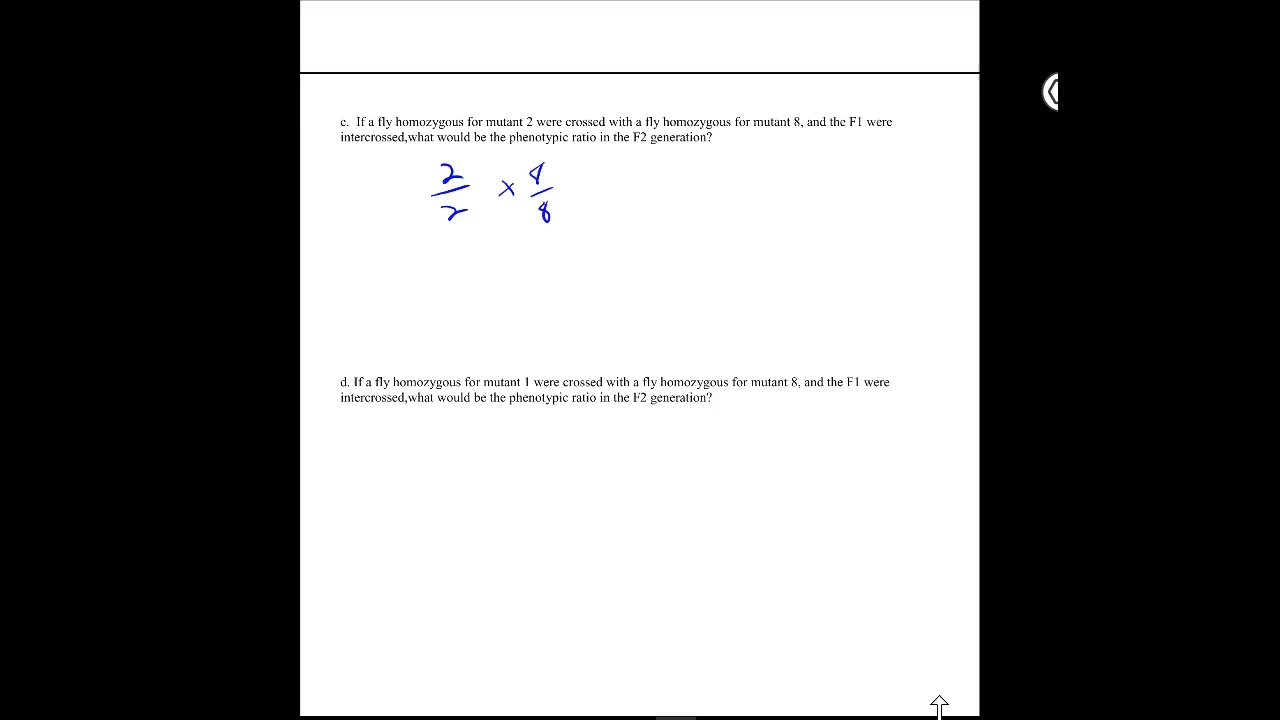 c. If a fly homozygous for mutant 2 were crossed with a fly homozygous for mutant 8, and the F1 were
intercrossed,what would be the phenotypic ratio in the F2 generation?
2/2 × 8/8
d. If a fly homozygous for mutant 1 were crossed with a fly homozygous for mutant 8, and the F1 were
intercrossed,what would be the phenotypic ratio in the F2 generation?